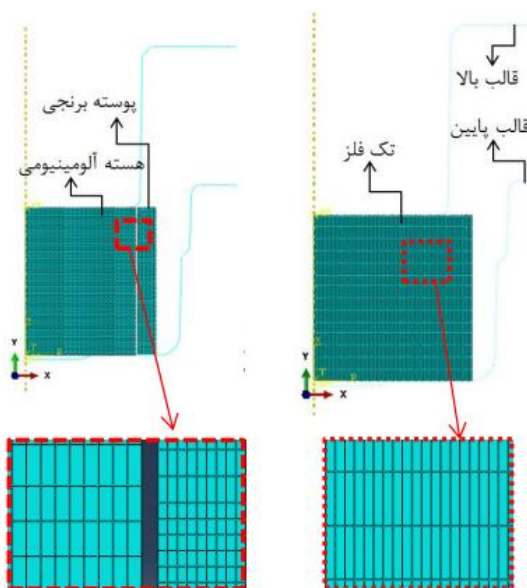 پوسته برنجی
هسته آلومینیومی
Y
X
قالب بالا
قالب پایین
تک فلز
Y
X